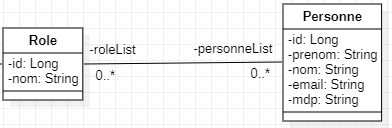 Role
-id: Long
-nom: String
-roleList
0..*
-personneList
0..*
Personne
-id: Long
-prenom: String
-nom: String
-email: String
-mdp: String